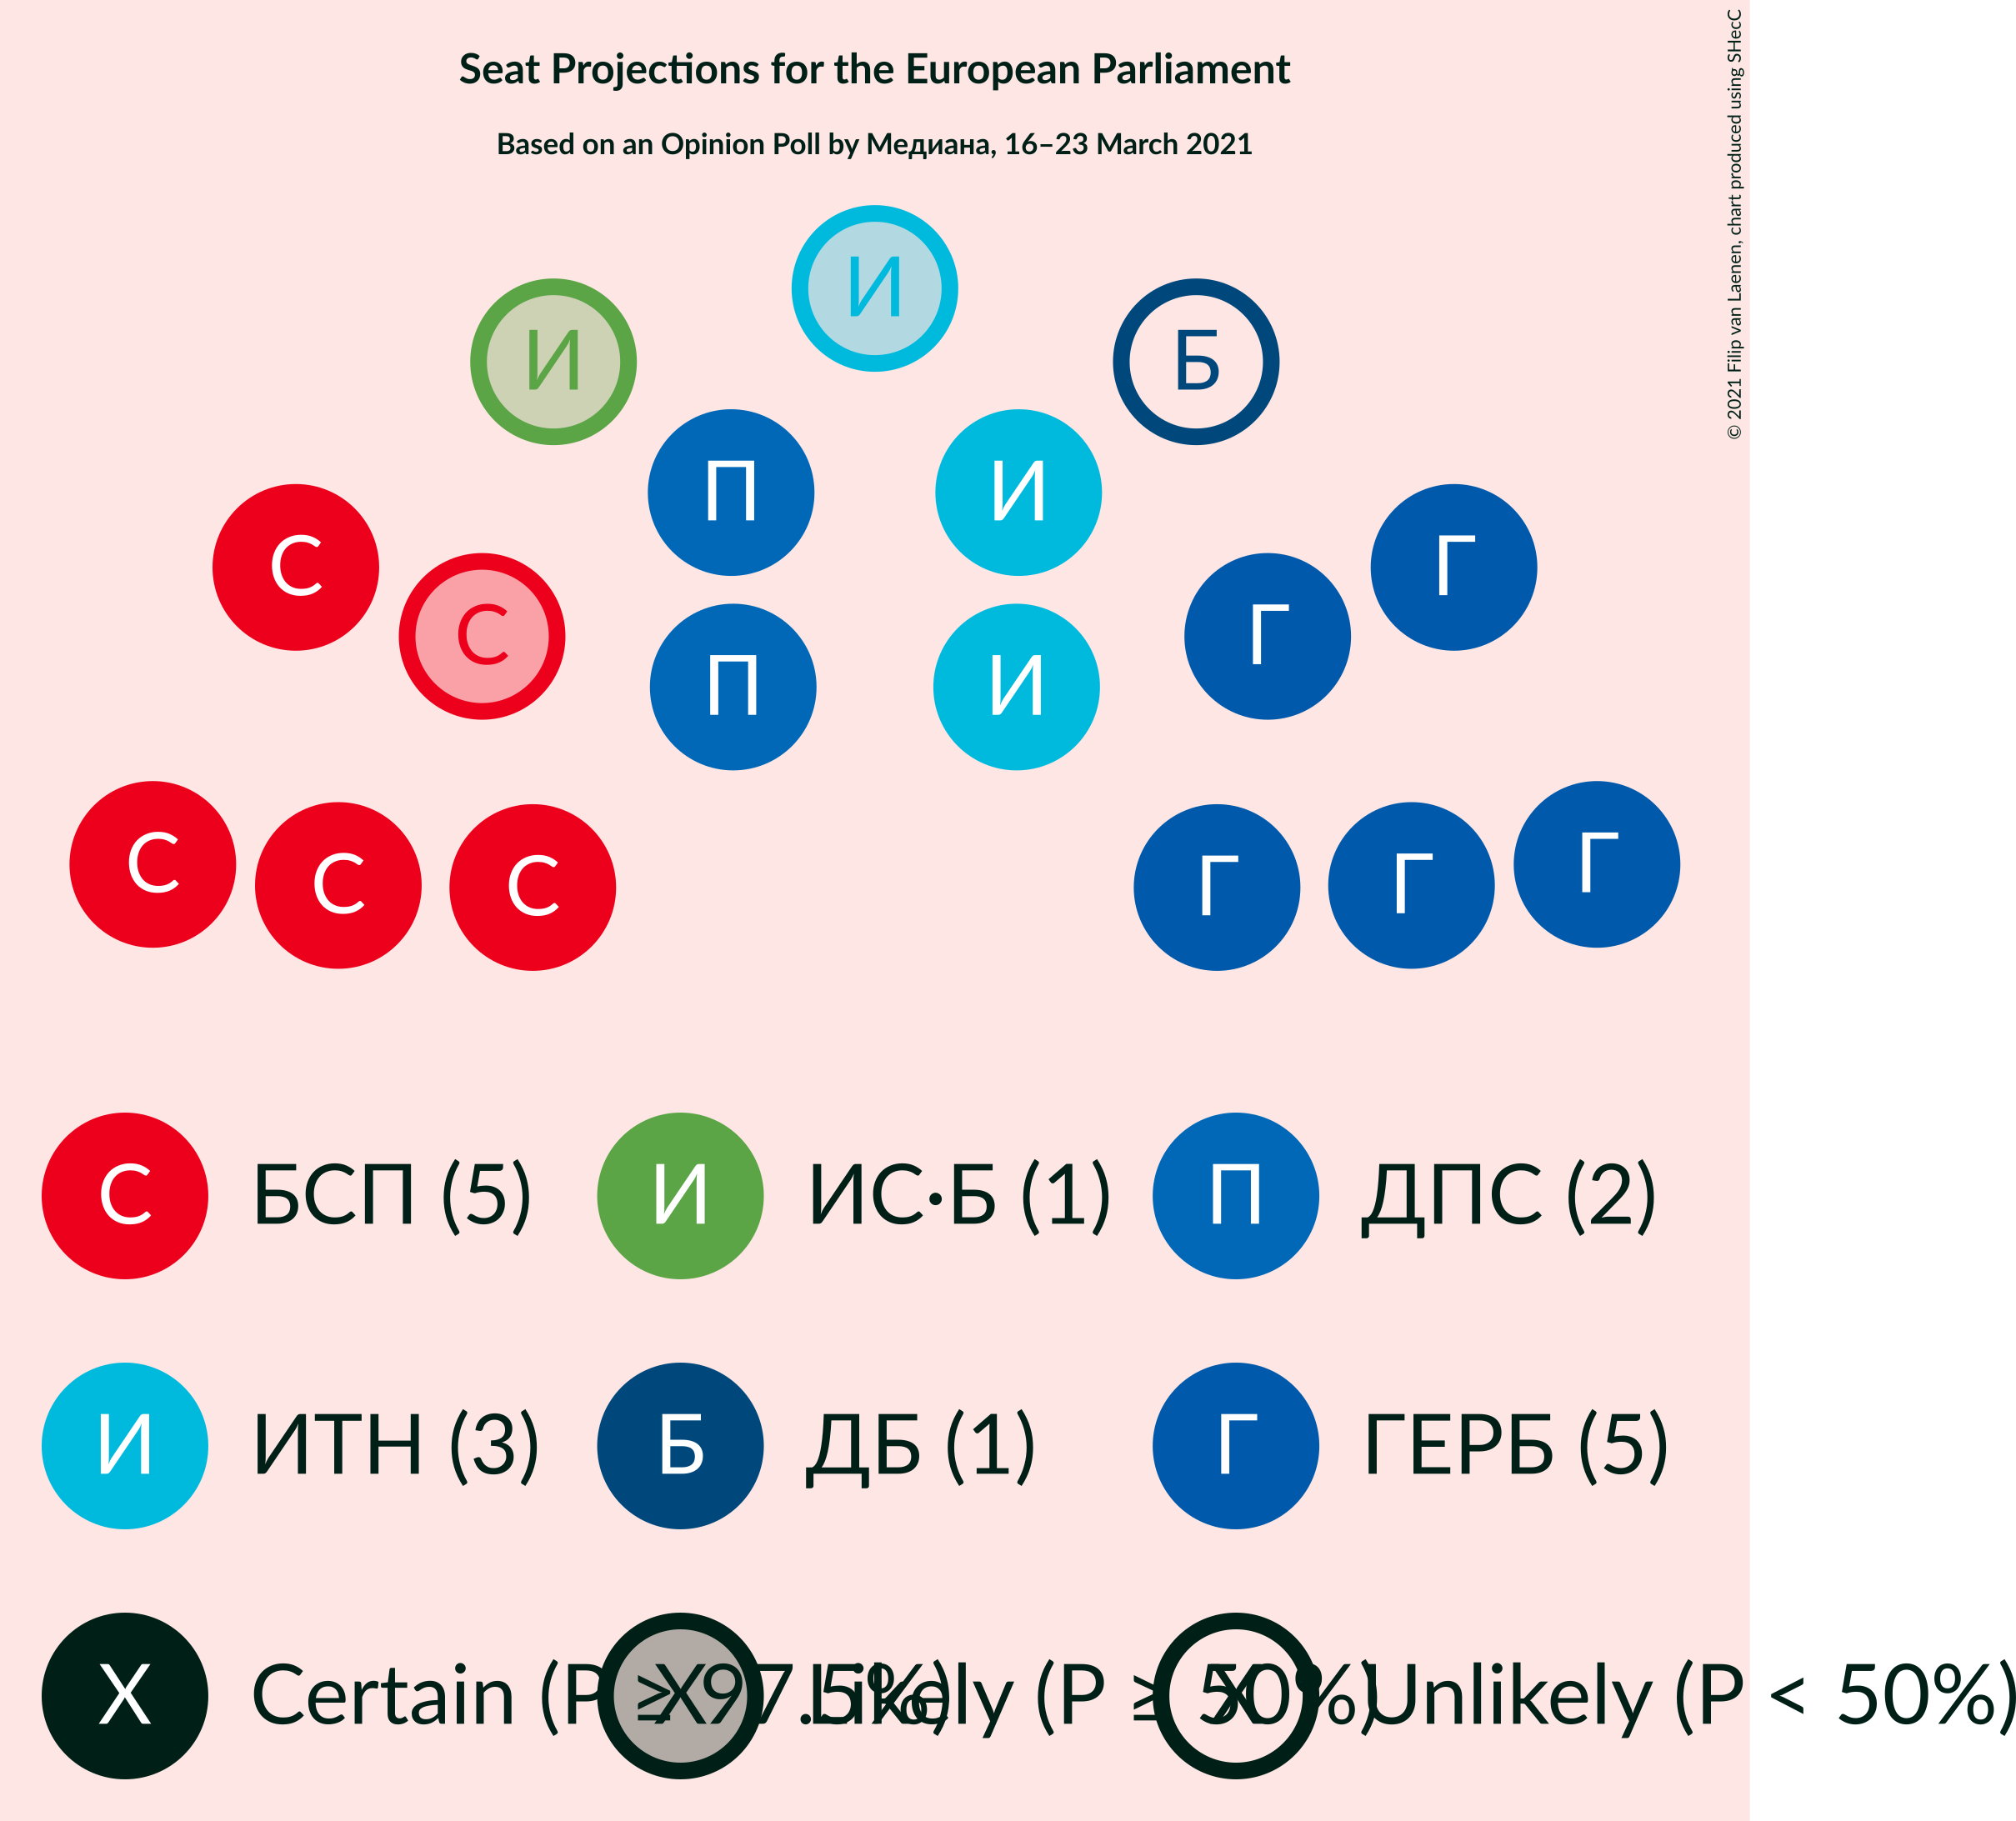 Seat Projections for the European Parliament
Based on an Opinion Poll by Медиана, 16–23 March 2021
© 2021 Filip van Laenen, chart produced using SHecC
И
И Б
П И
С Г
С Г
П И
С Г
С С Г Г
С БСП (5) И ИС·Б (1) П ДПС (2)
И ИТН (3) Б ДБ (1) Г ГЕРБ (5)
X Certain (P ≥ 97.5%) X Likely (P ≥ 50%) X Unlikely (P < 50%)